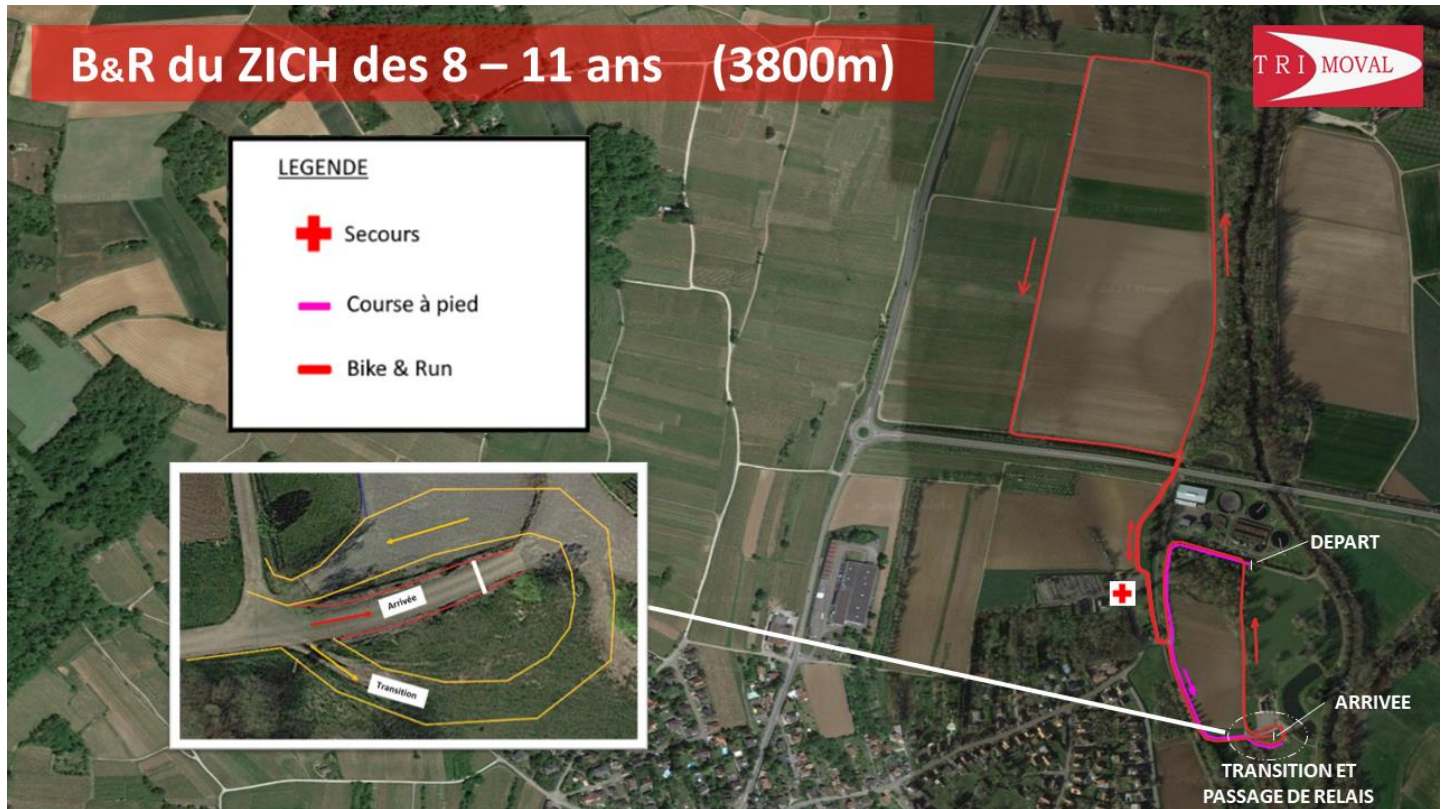 B&R du ZICH des 8 – 11 ans (3800m)
TRI MOVAL
LEGENDE
Secours
Course à pied
Bike & Run
Arrivée
Transition
DEPART
ARRIVEE
TRANSITION ET
PASSAGE DE RELAIS